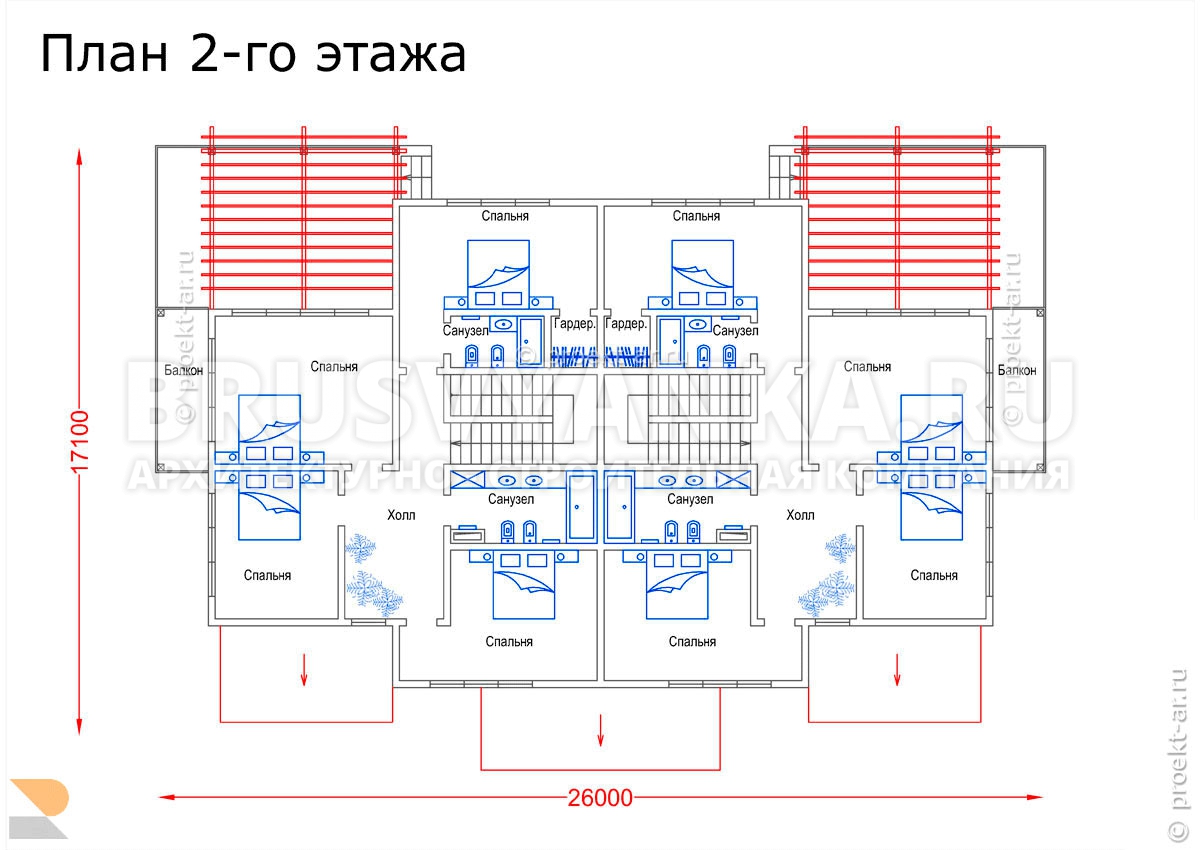 План 2-го этажа
Спальня Спальня
Санузел Гардер. Гардер. Санузел
© proekt-ar.ru
© proekt-ar.ru
Балкон Спальня Спальня Балкон
BRUSVYANKA.RU
АРХИТЕКТУРНО-СТРОИТЕЛЬНАЯ КОМПАНИЯ
17100
Санузел Санузел
Холл Холл
Спальня Спальня
Спальня Спальня
26000
© proekt-ar.ru